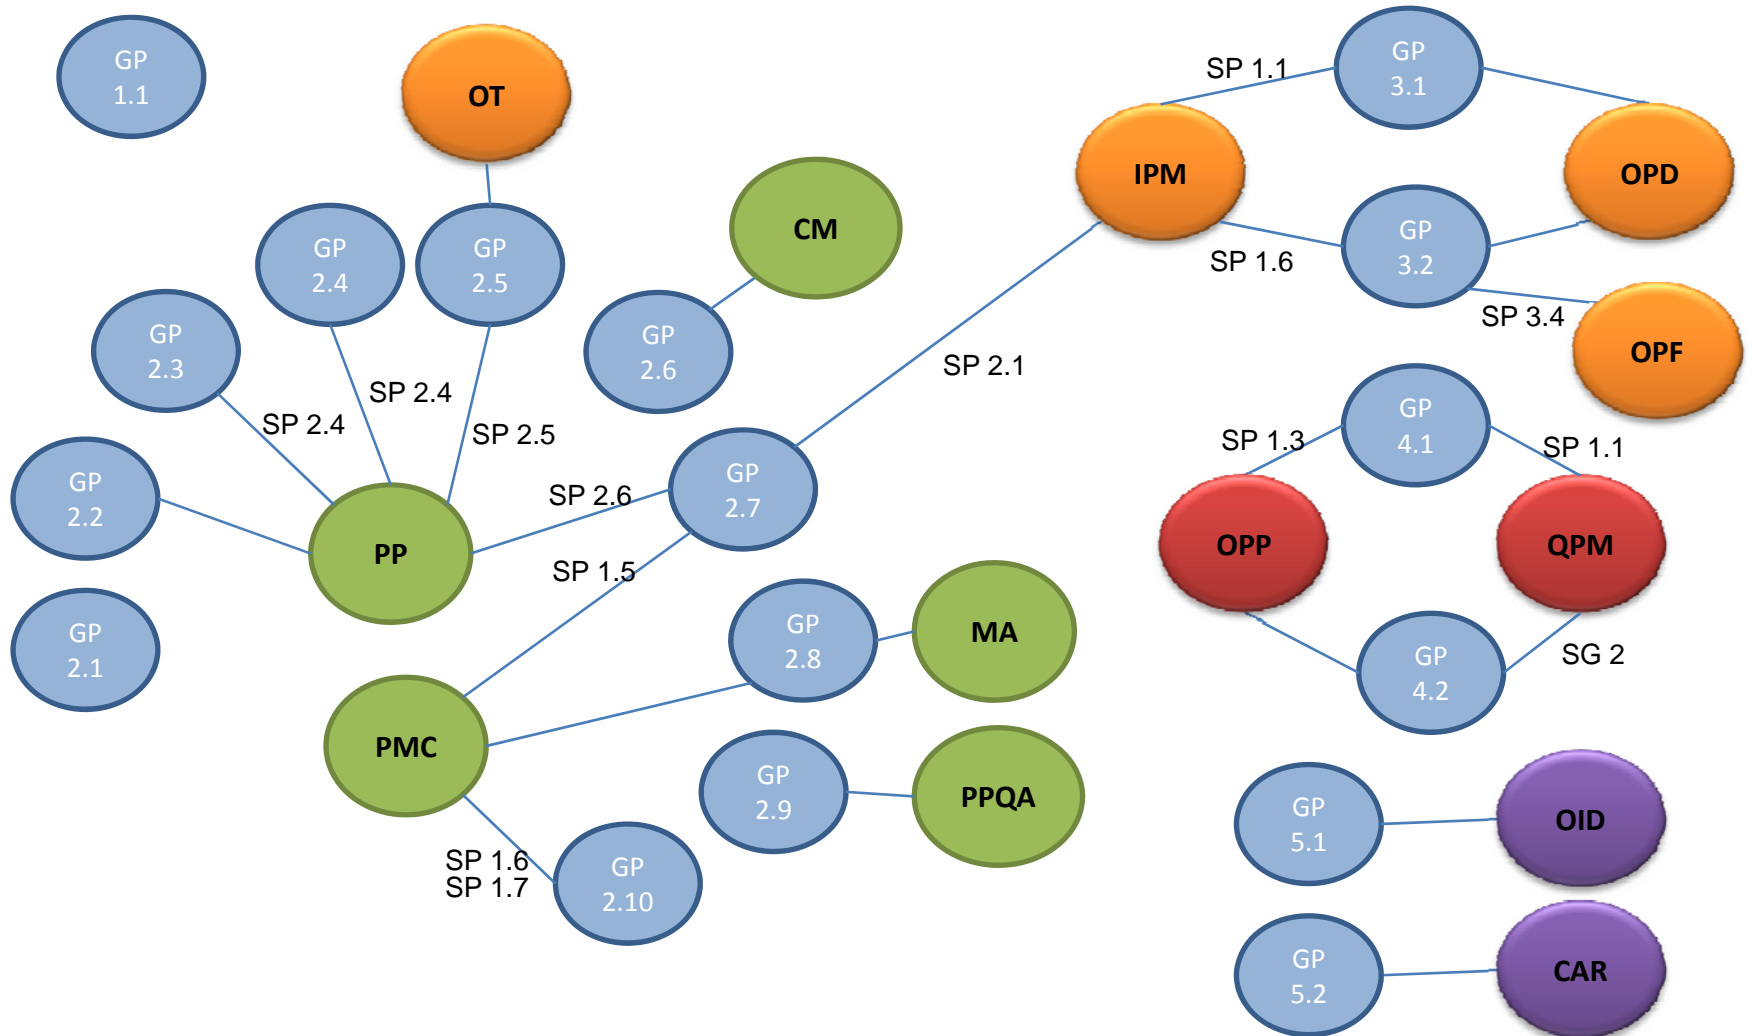 GP
1.1
OT
SP 1.1
GP
3.1
IPM
OPD
CM
GP
2.4
GP
2.5
GP
3.2
SP 1.6
SP 3.4
OPF
GP
2.3
GP
2.6
SP 2.1
SP 2.4
SP 2.4
SP 2.5
GP
4.1
SP 1.3
SP 1.1
GP
2.2
SP 2.6
GP
2.7
PP
OPP
QPM
SP 1.5
GP
2.1
GP
2.8
MA
SG 2
GP
4.2
PMC
GP
2.9
PPQA
GP
5.1
OID
SP 1.6
SP 1.7
GP
2.10
GP
5.2
CAR